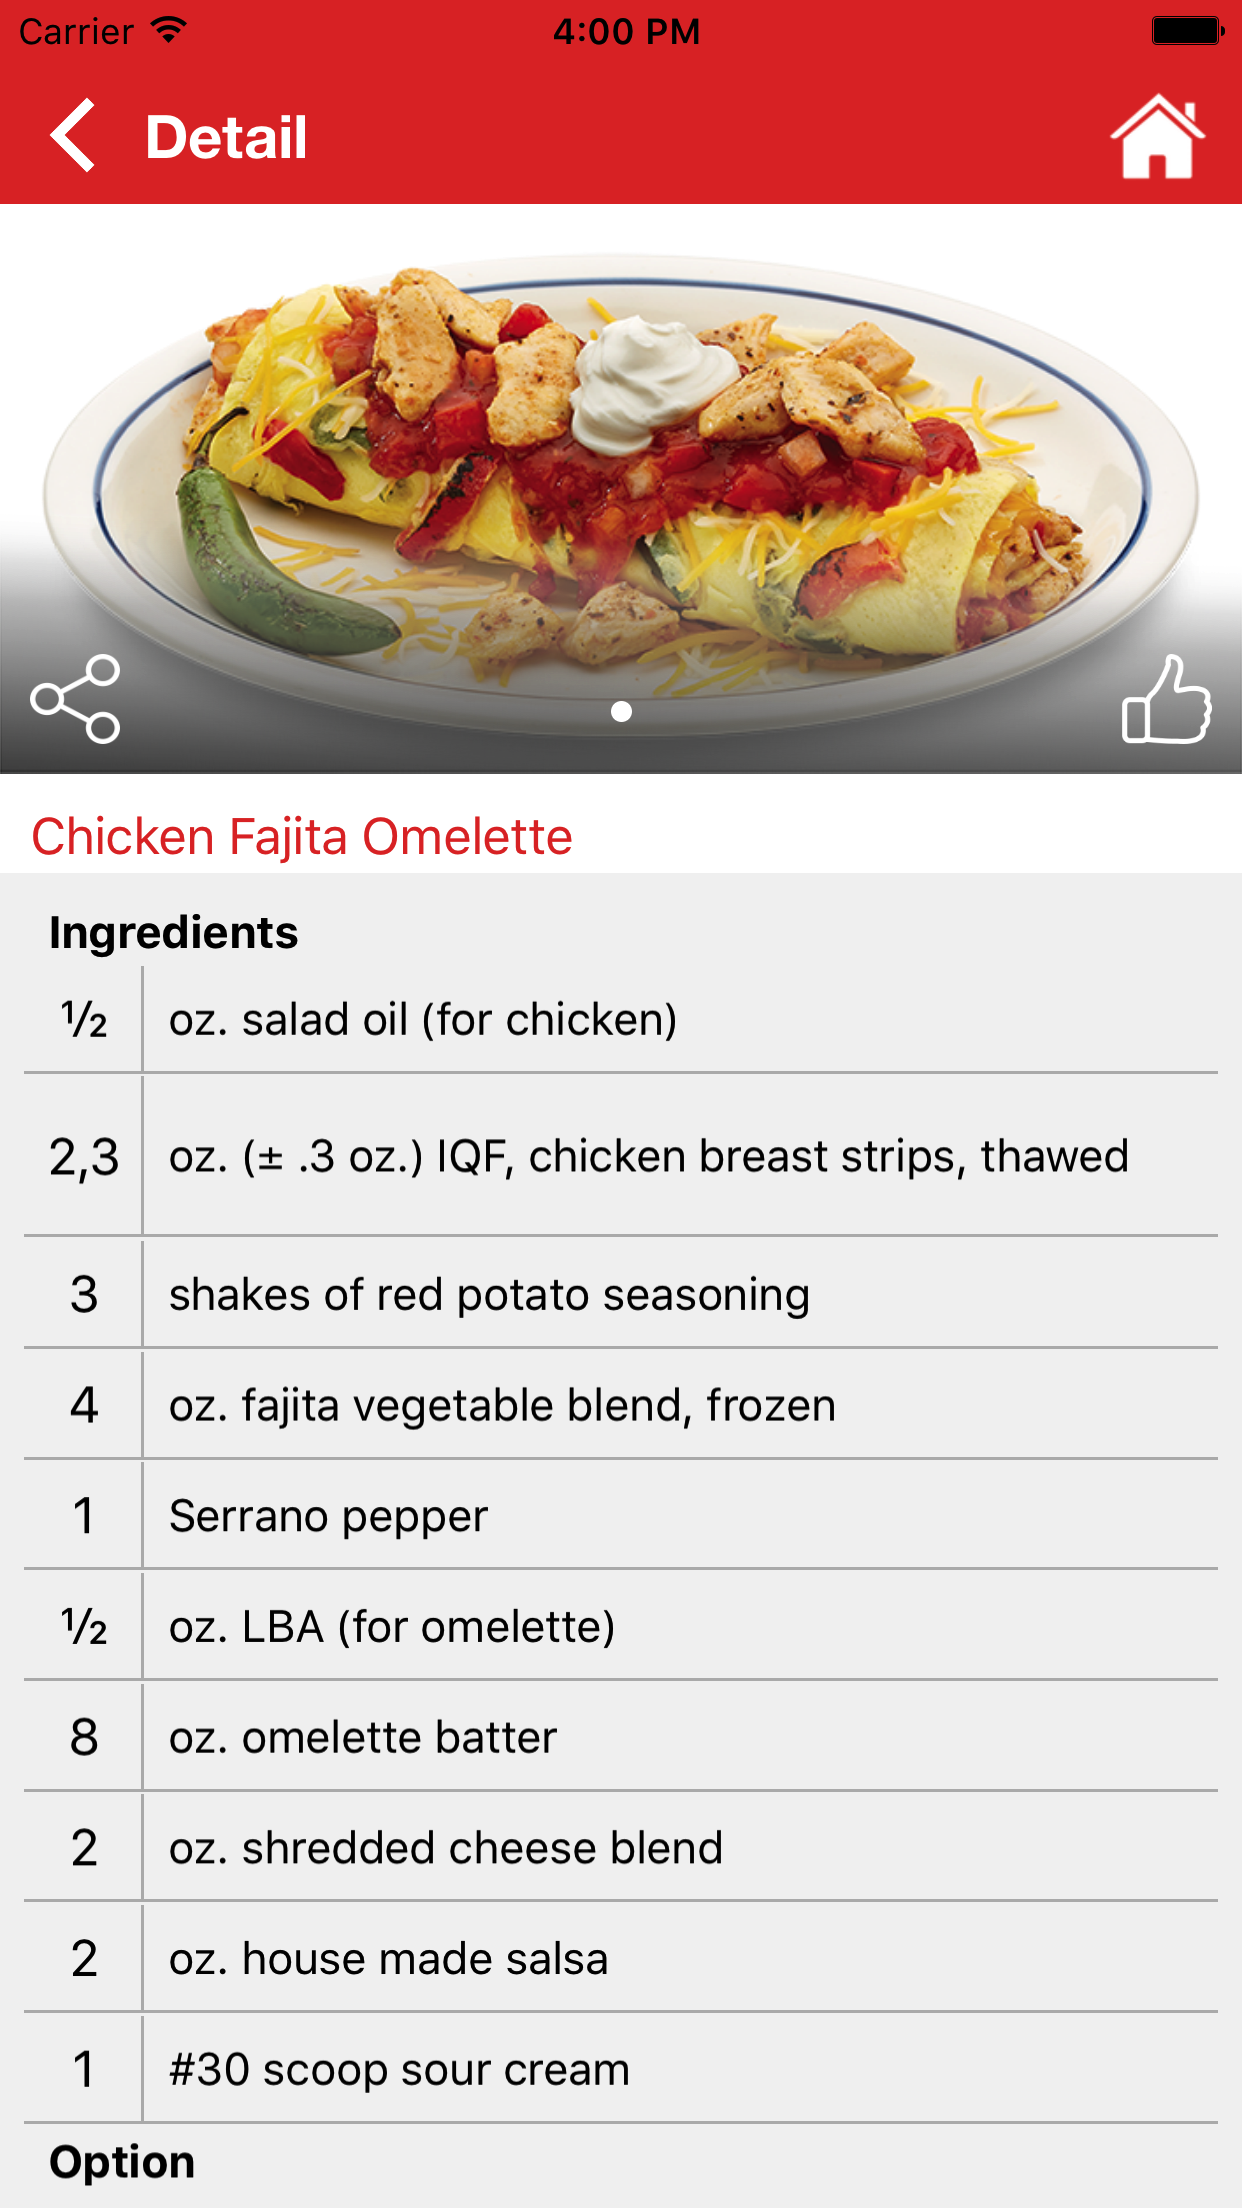 Carrier 4:00 PM
Detail
Chicken Fajita Omelette
Ingredients
½ oz. salad oil (for chicken)
2,3 oz. (± .3 oz.) IQF, chicken breast strips, thawed
3 shakes of red potato seasoning
4 oz. fajita vegetable blend, frozen
1 Serrano pepper
½ oz. LBA (for omelette)
8 oz. omelette batter
2 oz. shredded cheese blend
2 oz. house made salsa
1 #30 scoop sour cream
Option